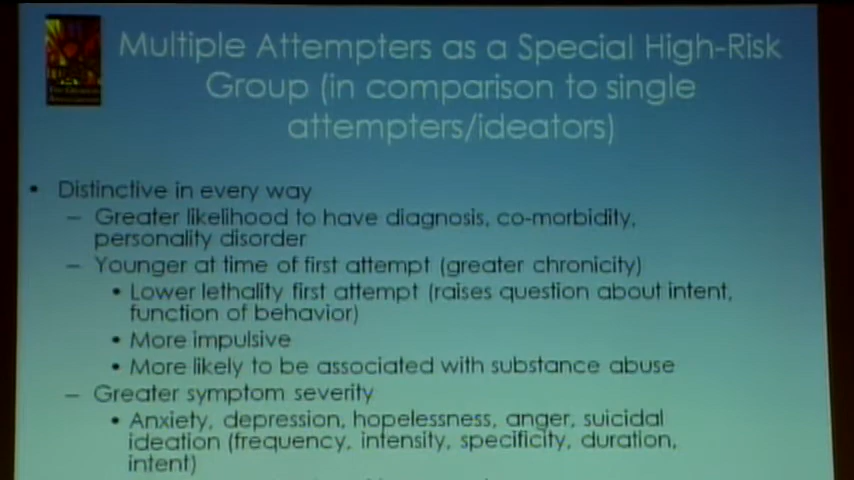 Multiple Attempters as a Special High-Risk
Group (in comparison to single
attempters/ideators)
• Distinctive in every way
– Greater likelihood to have diagnosis, co-morbidity,
personality disorder
– Younger at time of first attempt (greater chronicity)
• Lower lethality first attempt (raises question about intent,
function of behavior)
• More impulsive
• More likely to be associated with substance abuse
– Greater symptom severity
• Anxiety, depression, hopelessness, anger, suicidal
ideation (frequency, intensity, specificity, duration,
intent)